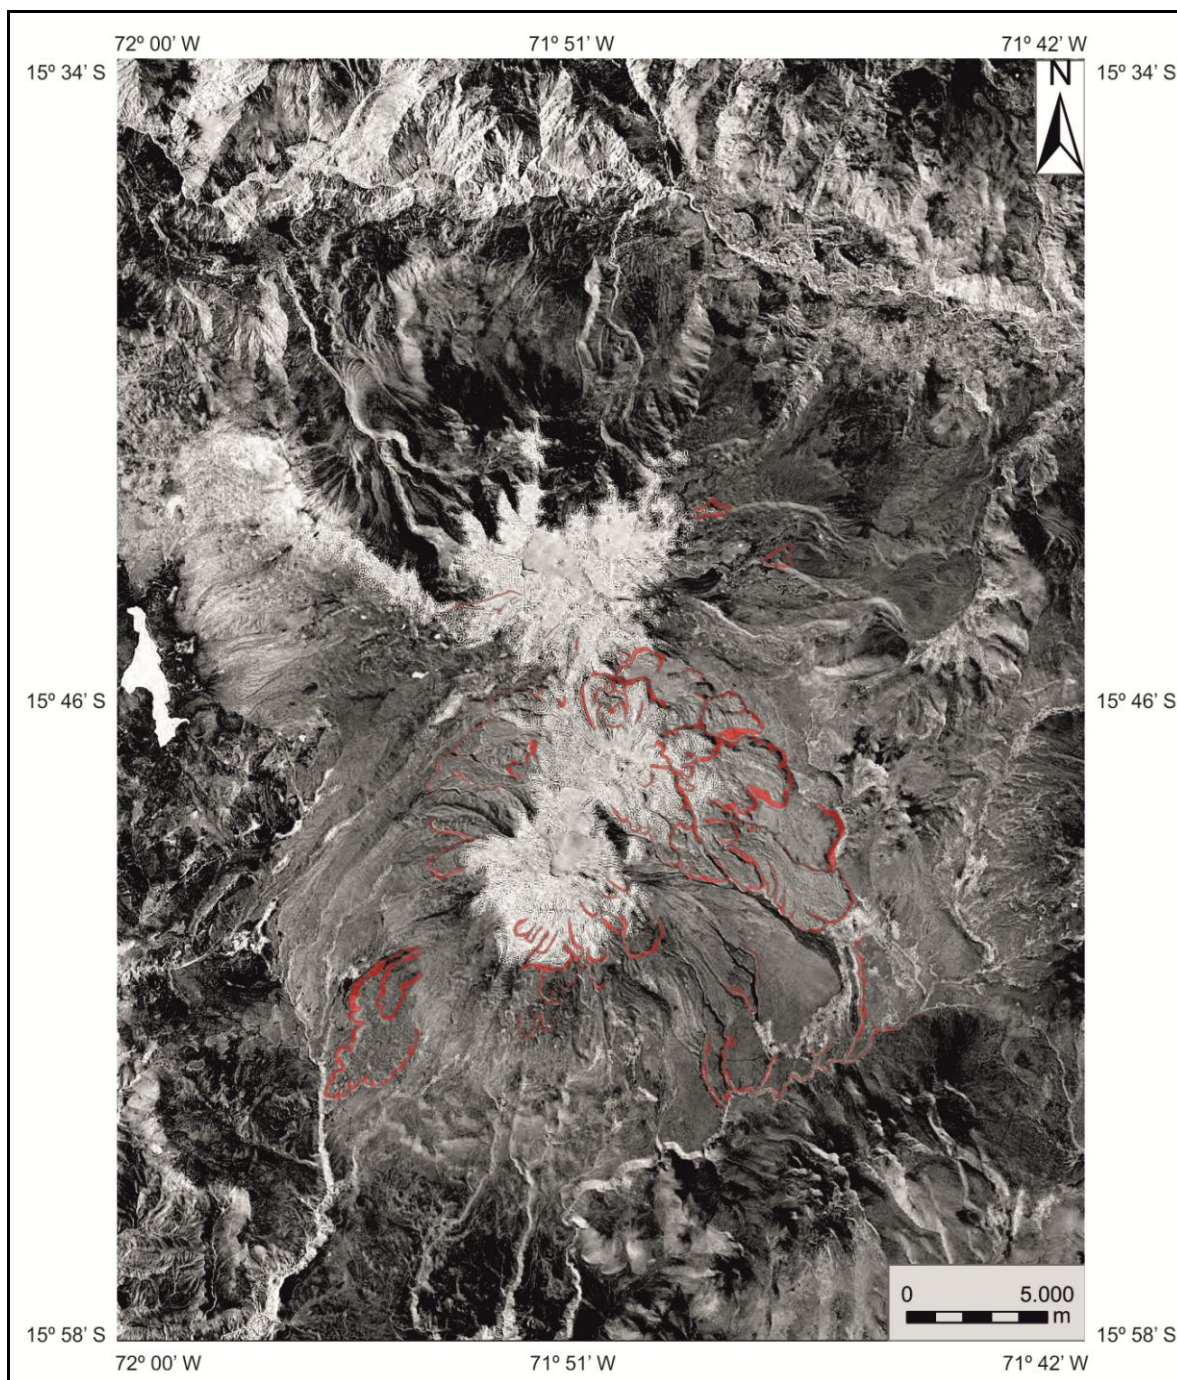 72º 00’ W 71º 51’ W 71º 42’ W
15º 34’ S 15º 34’ S
N
15º 46’ S 15º 46’ S
0 5.000
m
15º 58’ S 15º 58’ S
72º 00’ W 71º 51’ W 71º 42’ W